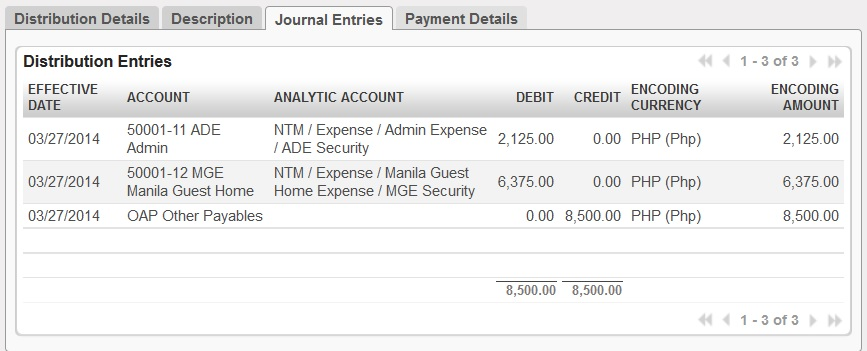 Distribution Details Description Journal Entries Payment Details
Distribution Entries 1 - 3 of 3
EFFECTIVE DATE ACCOUNT ANALYTIC ACCOUNT DEBIT CREDIT ENCODING CURRENCY ENCODING AMOUNT
03/27/2014 50001-11 ADE Admin NTM / Expense / Admin Expense / ADE Security 2,125.00 0.00 PHP (Php) 2,125.00
03/27/2014 50001-12 MGE Manila Guest Home NTM / Expense / Manila Guest Home Expense / MGE Security 6,375.00 0.00 PHP (Php) 6,375.00
03/27/2014 OAP Other Payables 0.00 8,500.00 PHP (Php) 8,500.00
8,500.00 8,500.00
1 - 3 of 3